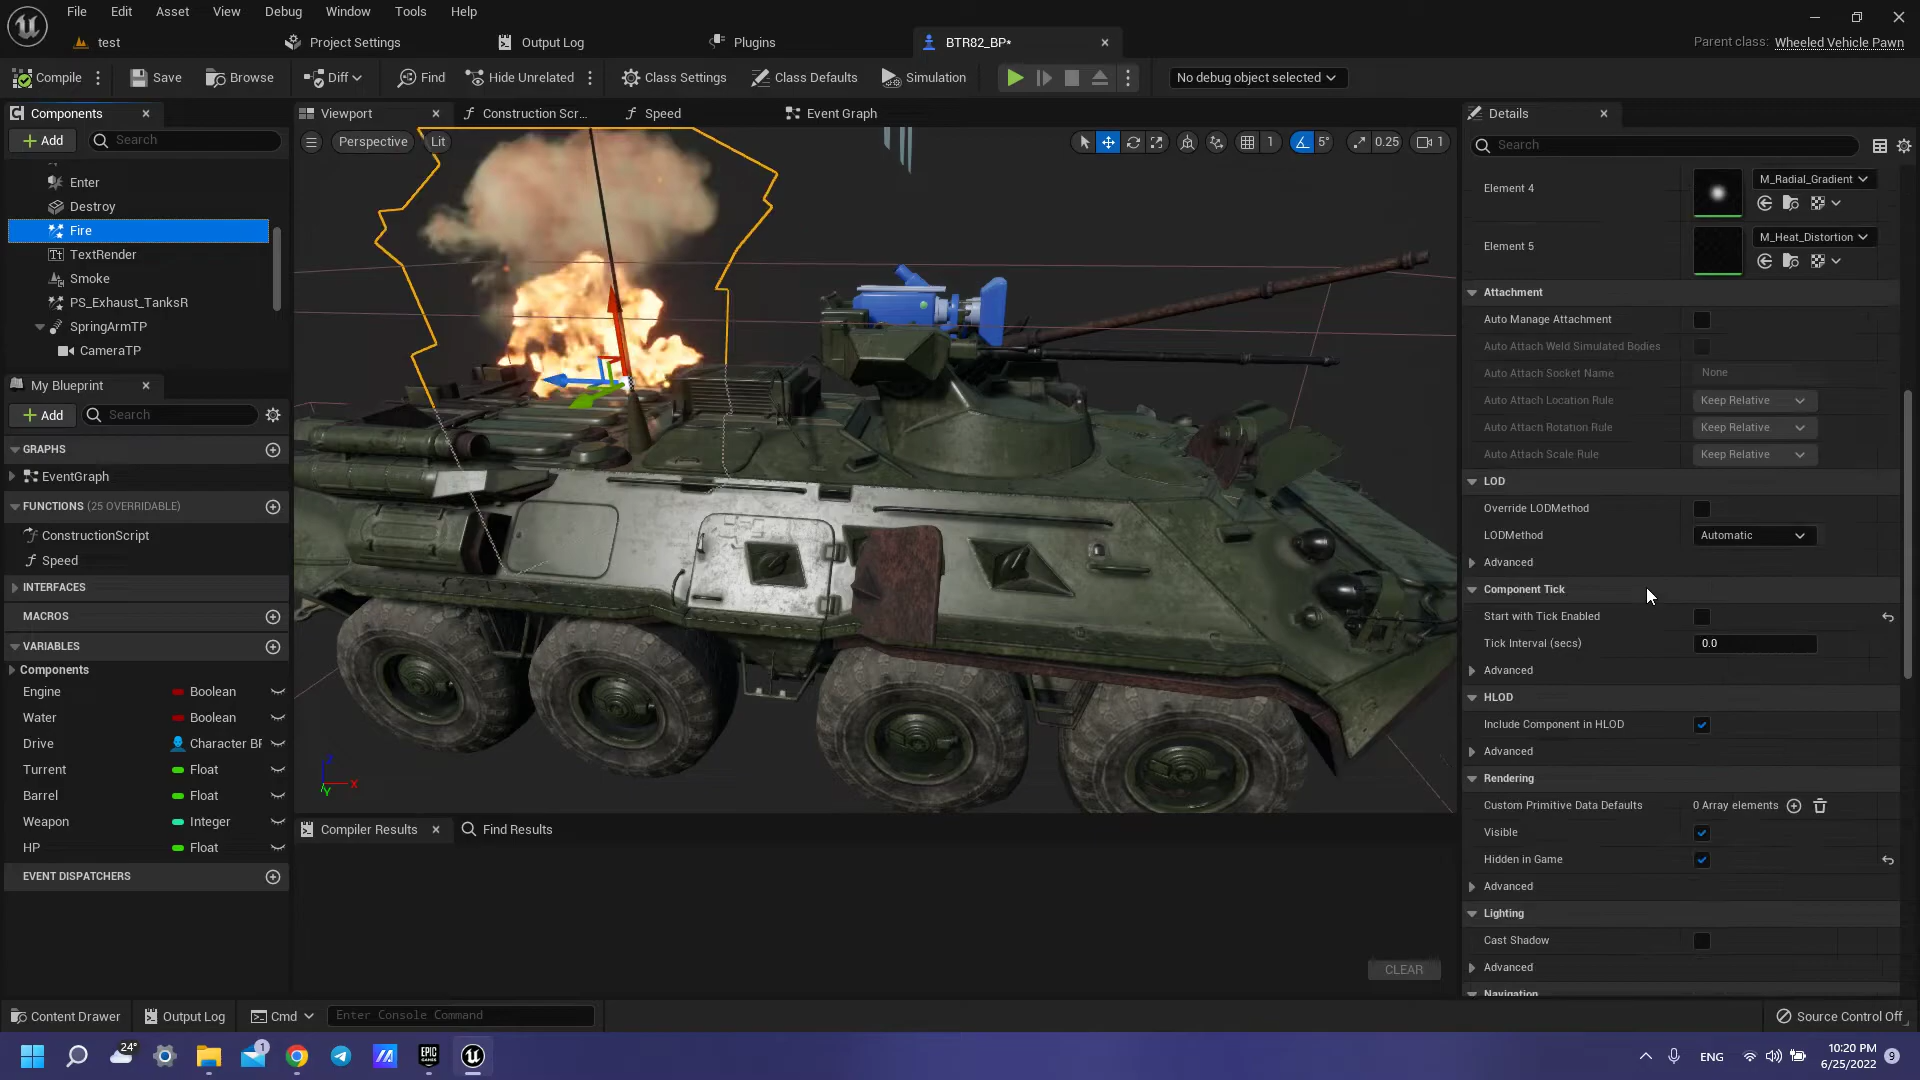 File Edit Asset View Debug Window Tools Help
test Project Settings Output Log Plugins BTR82_BP* Parent class: Wheeled Vehicle Pawn
Compile Save Browse Diff Find Hide Unrelated Class Settings Class Defaults Simulation No debug object selected
Components
Add Search
Enter
Destroy
Fire
TextRender
Smoke
PS_Exhaust_TanksR
SpringArmTP
CameraTP
My Blueprint
Add Search
GRAPHS
EventGraph
FUNCTIONS (25 OVERRIDABLE)
ConstructionScript
Speed
INTERFACES
MACROS
VARIABLES
Components
Engine Boolean
Water Boolean
Drive Character BF
Turrent Float
Barrel Float
Weapon Integer
HP Float
EVENT DISPATCHERS
Viewport Construction Scr... Speed Event Graph
Perspective Lit 1 5° 0.25 1
X
Y
Compiler Results Find Results
CLEAR
Details
Search
Element 4 M_Radial_Gradient
Element 5 M_Heat_Distortion
Attachment
Auto Manage Attachment
Auto Attach Weld Simulated Bodies
Auto Attach Socket Name None
Auto Attach Location Rule Keep Relative
Auto Attach Rotation Rule Keep Relative
Auto Attach Scale Rule Keep Relative
LOD
Override LODMethod
LODMethod Automatic
Advanced
Component Tick
Start with Tick Enabled
Tick Interval (secs) 0.0
Advanced
HLOD
Include Component in HLOD
Advanced
Rendering
Custom Primitive Data Defaults 0 Array elements
Visible
Hidden in Game
Advanced
Lighting
Cast Shadow
Advanced
Navigation
Content Drawer Output Log Cmd Enter Console Command Source Control Off
24° 1 EPIC GAMES ENG 10:20 PM 9
6/25/2022